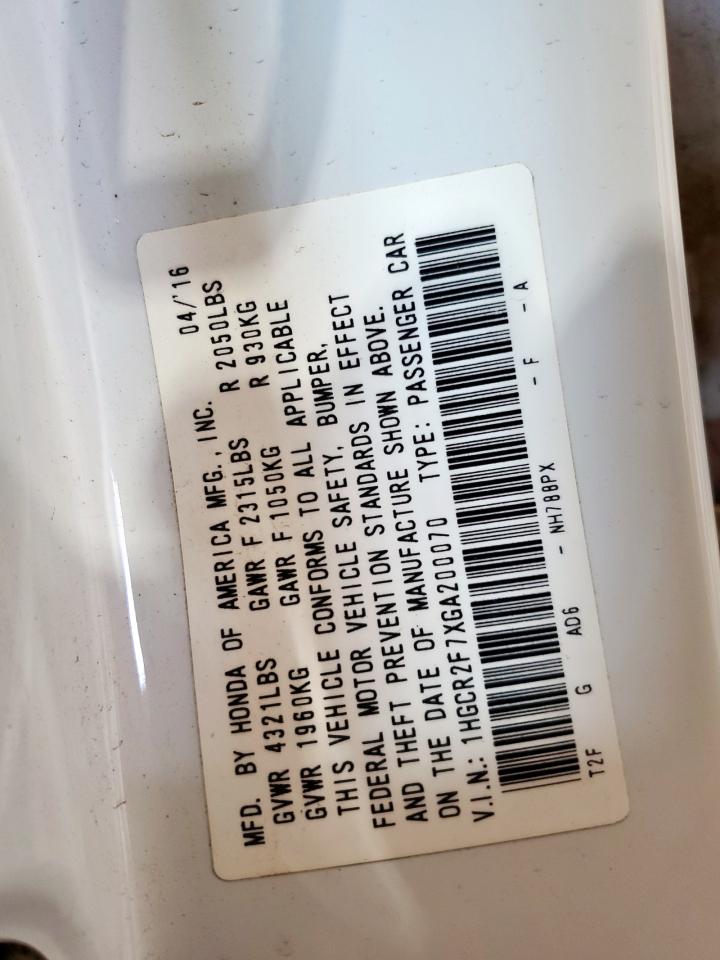 MFD. BY HONDA OF AMERICA MFG., INC. 04/'16
GVWR 4321LBS GAWR F 2315LBS R 2050LBS
GVWR 1960KG GAWR F 1050KG R 930KG
THIS VEHICLE CONFORMS TO ALL APPLICABLE
FEDERAL MOTOR VEHICLE SAFETY, BUMPER,
AND THEFT PREVENTION STANDARDS IN EFFECT
ON THE DATE OF MANUFACTURE SHOWN ABOVE.
V.I.N.: 1HGCR2F7XGA200070 TYPE: PASSENGER CAR
T2F G AD6 - NH788PX - F - A